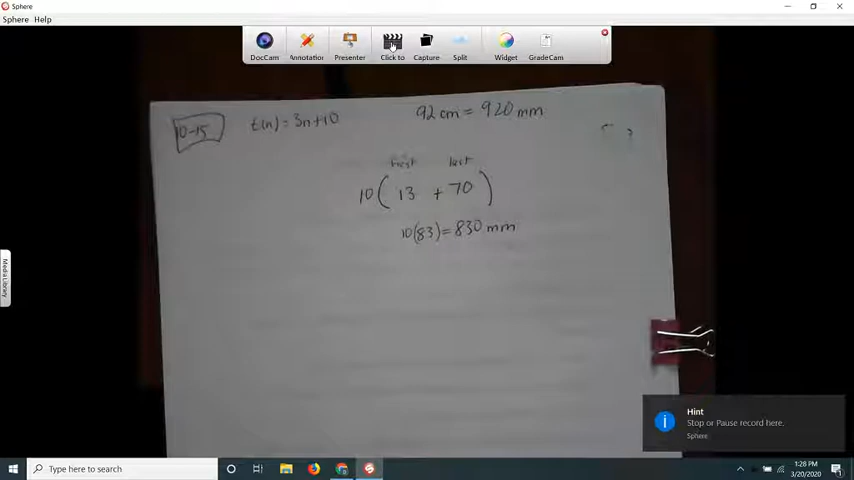 Sphere
Sphere Help
DocCam Annotation Presenter Click to Capture Split Widget GradeCam
10-15 t(n) = 3n+10 92 cm = 920 mm
first last
10( 13 + 70 )
10(83) = 830 mm
Media Library
Hint
Stop or Pause record here.
Sphere
Type here to search
1:28 PM
3/20/2020